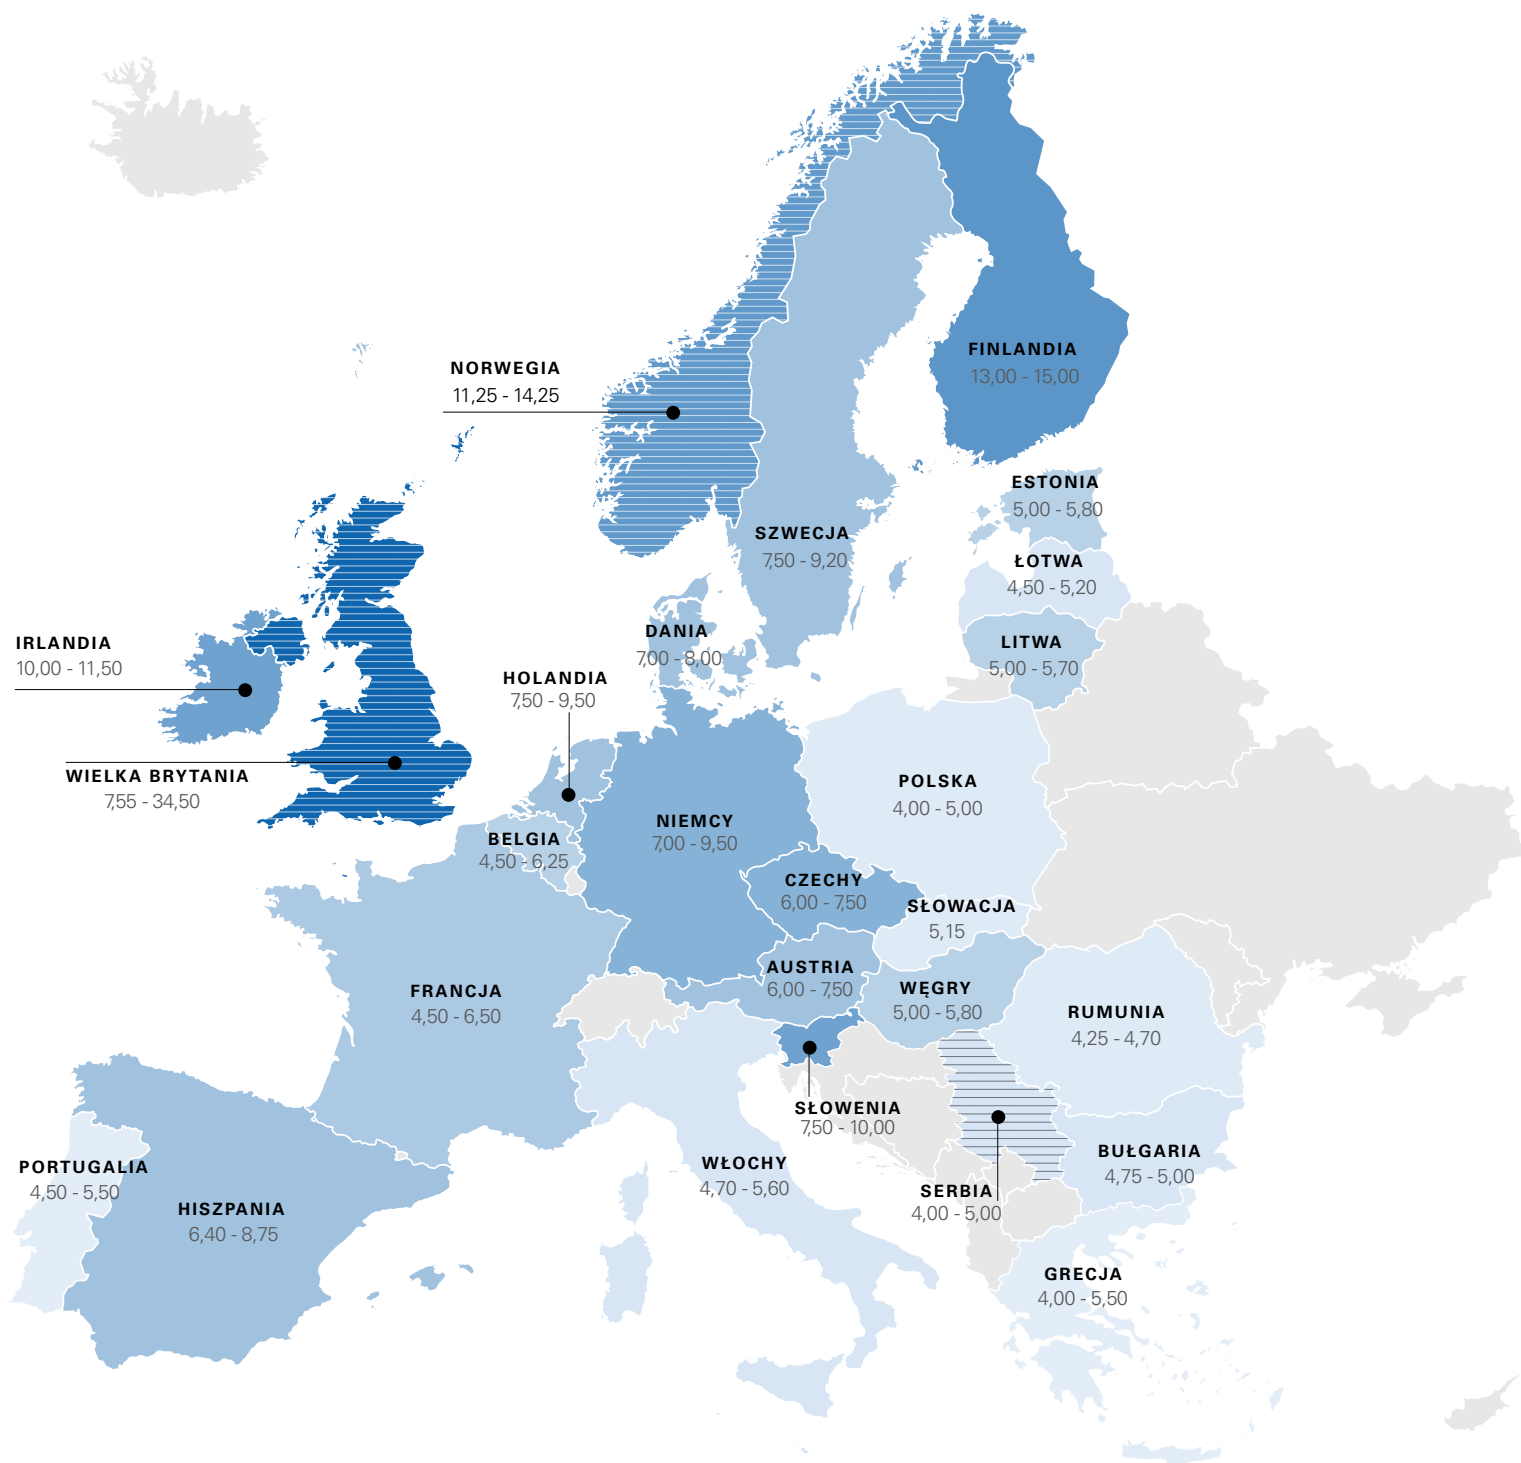 NORWEGIA
11,25 - 14,25
FINLANDIA
13,00 - 15,00
ESTONIA
5,00 - 5,80
SZWECJA
7,50 - 9,20
ŁOTWA
4,50 - 5,20
IRLANDIA
10,00 - 11,50
DANIA
7,00 - 8,00
LITWA
5,00 - 5,70
HOLANDIA
7,50 - 9,50
WIELKA BRYTANIA
7,55 - 34,50
POLSKA
4,00 - 5,00
NIEMCY
7,00 - 9,50
BELGIA
4,50 - 6,25
CZECHY
6,00 - 7,50
SŁOWACJA
5,15
AUSTRIA
6,00 - 7,50
FRANCJA
4,50 - 6,50
WĘGRY
5,00 - 5,80
RUMUNIA
4,25 - 4,70
SŁOWENIA
7,50 - 10,00
BUŁGARIA
4,75 - 5,00
PORTUGALIA
4,50 - 5,50
WŁOCHY
4,70 - 5,60
SERBIA
4,00 - 5,00
HISZPANIA
6,40 - 8,75
GRECJA
4,00 - 5,50